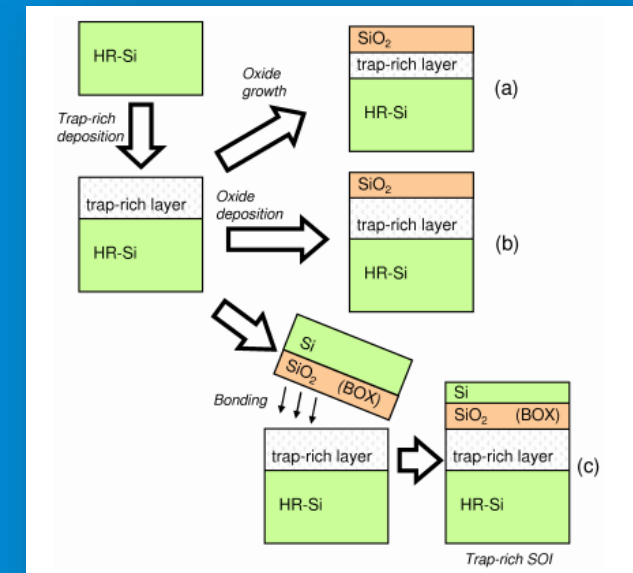 HR-Si
Trap-rich
deposition
trap-rich layer
HR-Si
Oxide
growth
SiO₂
trap-rich layer
HR-Si
(a)
Oxide
deposition
SiO₂
trap-rich layer
HR-Si
(b)
Si
SiO₂ (BOX)
Bonding
trap-rich layer
HR-Si
Si
SiO₂ (BOX)
trap-rich layer
HR-Si
(c)
Trap-rich SOI